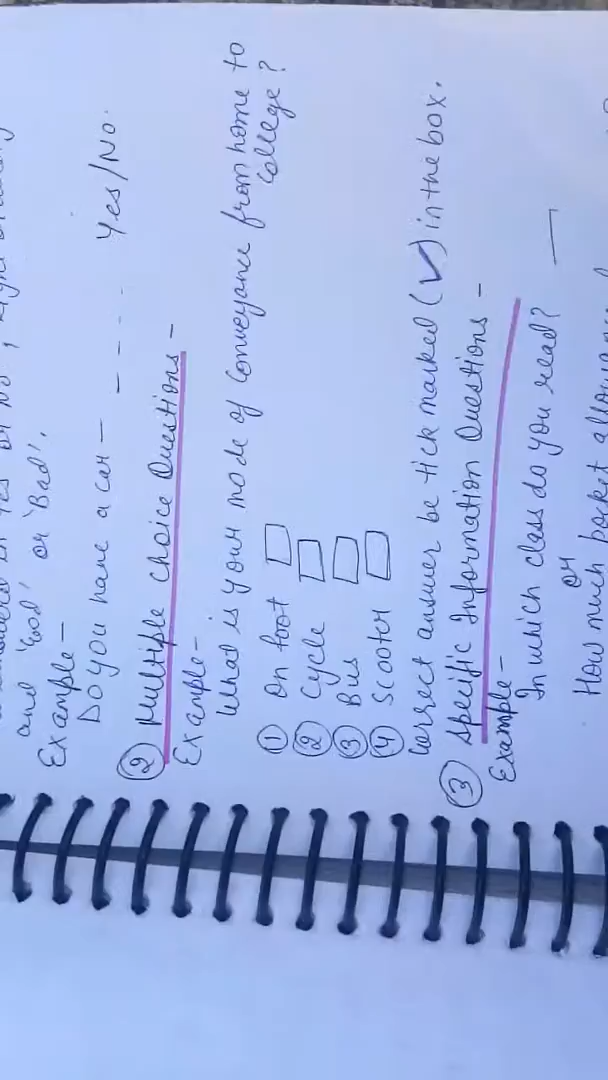 and 'Good' or 'Bad'.
Example-
Do you have a car - - - - . Yes/No.
② Multiple Choice Questions -
Example-
What is your mode of Conveyance from home to
College?
① On foot
② Cycle
③ Bus
④ Scooter
Correct answer be tick marked (✓) in the box.
③ Specific Information Questions -
Example-
In which class do you read? —
or
How much pocket